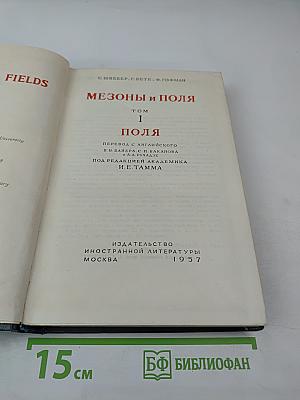 FIELDS
University
С. ШВЕБЕР, Г. БЕТЕ, Ф. ГОФМАН
МЕЗОНЫ и ПОЛЯ
ТОМ
I
ПОЛЯ
ПЕРЕВОД С АНГЛИЙСКОГО
ПОД РЕДАКЦИЕЙ АКАДЕМИКА
И.Е.ТАММА
ИЗДАТЕЛЬСТВО
ИНОСТРАННОЙ ЛИТЕРАТУРЫ
МОСКВА 1957
15 см
БФ БИБЛИОФАН